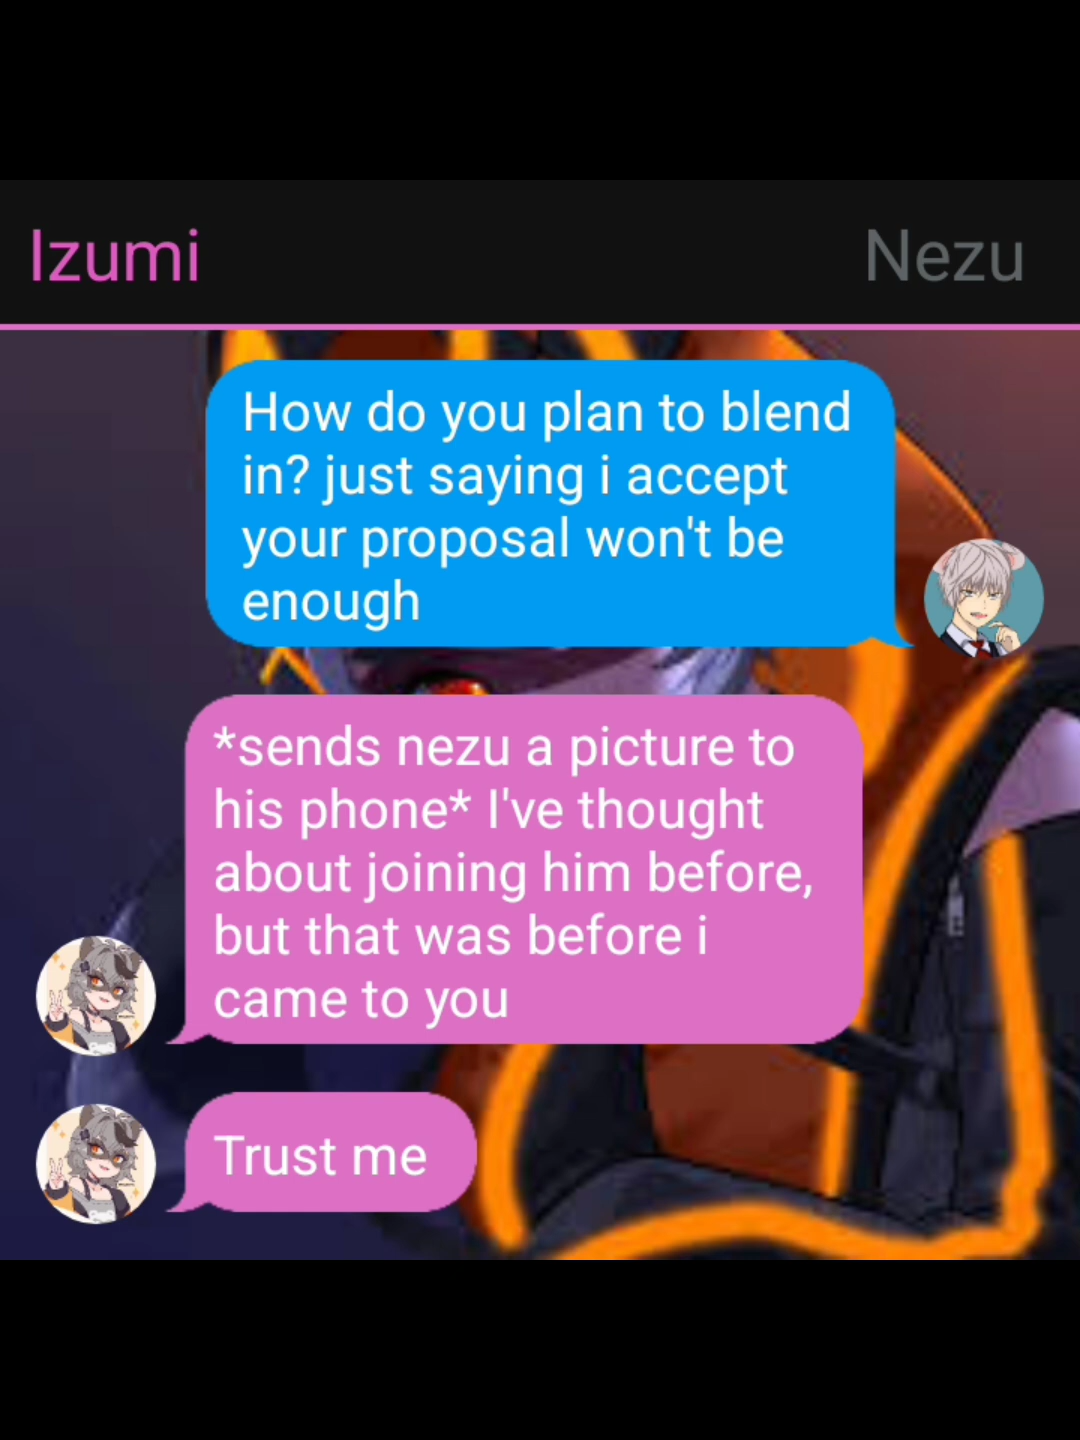 Izumi
Nezu
How do you plan to blend
in? just saying i accept
your proposal won't be
enough
*sends nezu a picture to
his phone* I've thought
about joining him before,
but that was before i
came to you
Trust me